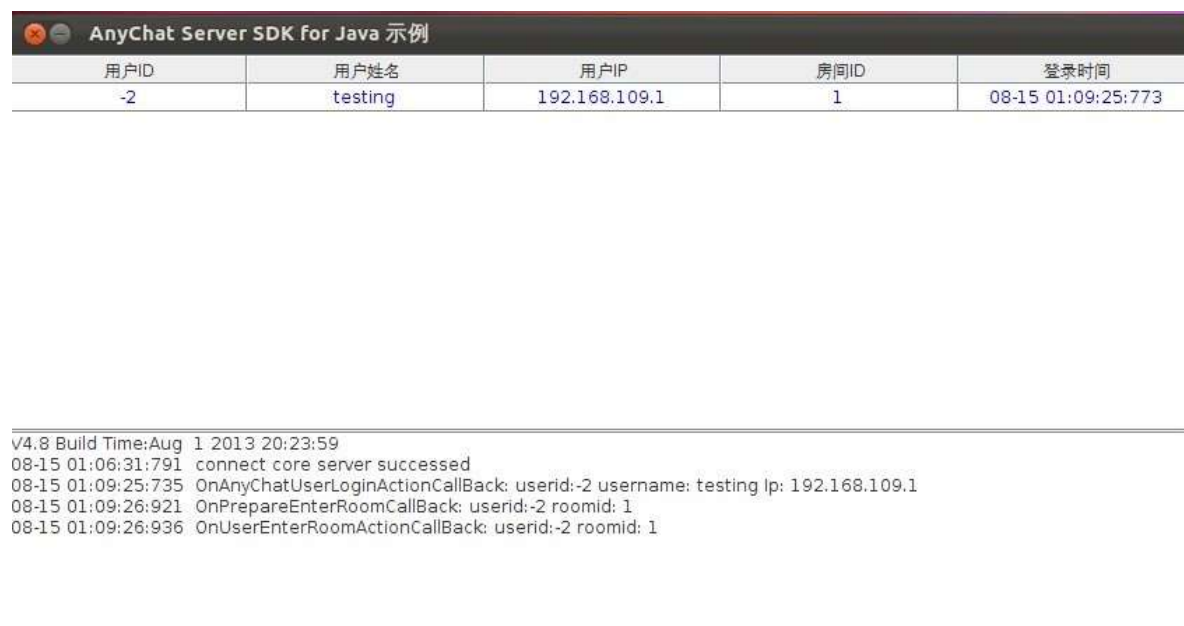 AnyChat Server SDK for Java 示例
用户ID 用户姓名 用户IP 房间ID 登录时间
-2 testing 192.168.109.1 1 08-15 01:09:25:773
V4.8 Build Time:Aug  1 2013 20:23:59
08-15 01:06:31:791  connect core server successed
08-15 01:09:25:735  OnAnyChatUserLoginActionCallBack: userid:-2 username: testing Ip: 192.168.109.1
08-15 01:09:26:921  OnPrepareEnterRoomCallBack: userid:-2 roomid: 1
08-15 01:09:26:936  OnUserEnterRoomActionCallBack: userid:-2 roomid: 1